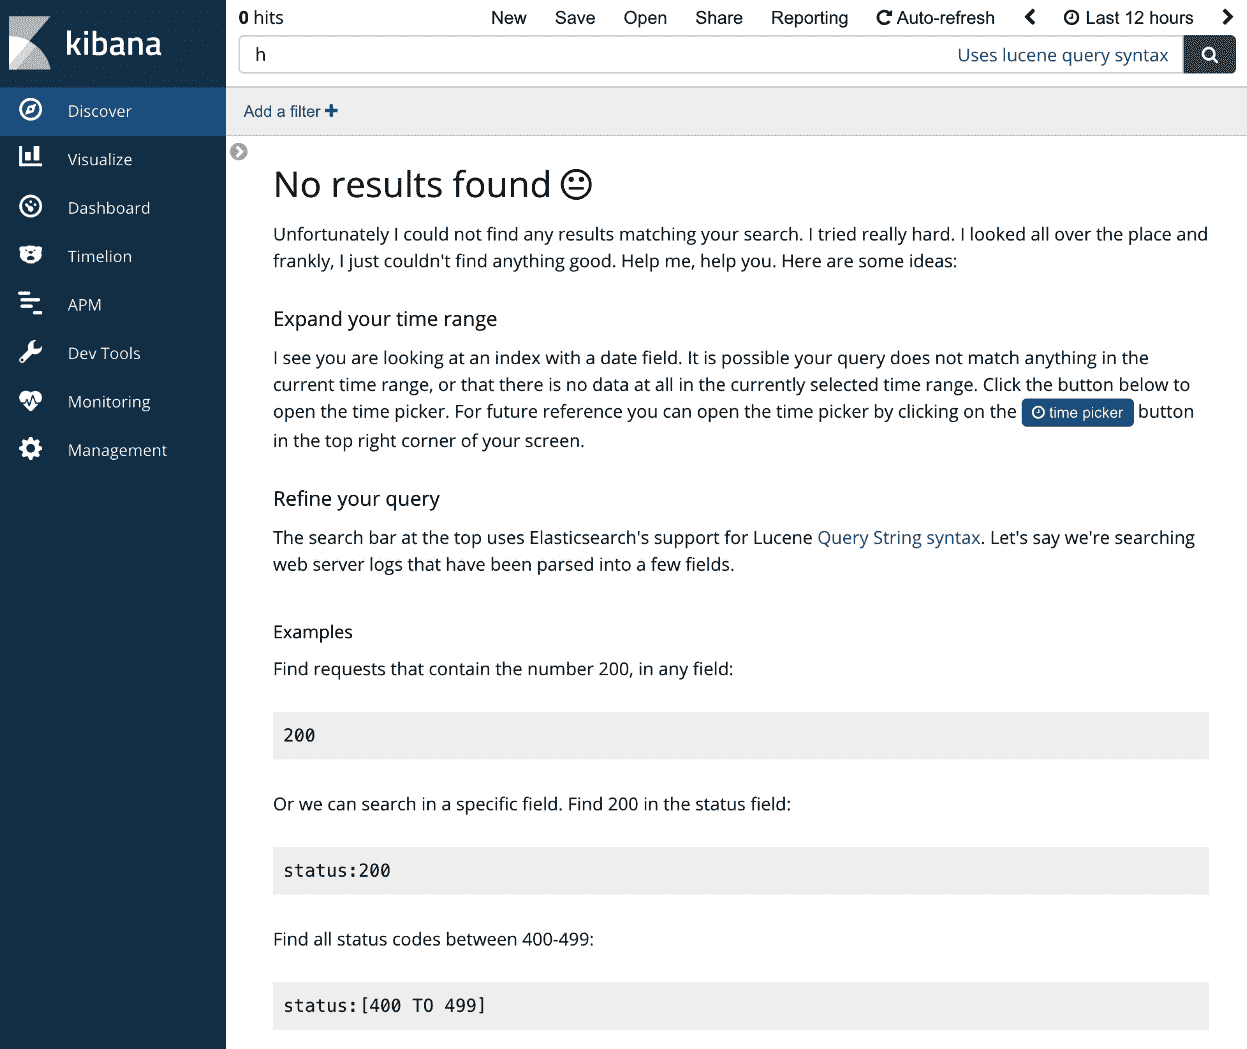 kibana
Discover
Visualize
Dashboard
Timelion
APM
Dev Tools
Monitoring
Management
0 hits New Save Open Share Reporting Auto-refresh Last 12 hours
h Uses lucene query syntax
Add a filter
No results found
Unfortunately I could not find any results matching your search. I tried really hard. I looked all over the place and
frankly, I just couldn't find anything good. Help me, help you. Here are some ideas:
Expand your time range
I see you are looking at an index with a date field. It is possible your query does not match anything in the
current time range, or that there is no data at all in the currently selected time range. Click the button below to
open the time picker. For future reference you can open the time picker by clicking on the time picker button
in the top right corner of your screen.
Refine your query
The search bar at the top uses Elasticsearch's support for Lucene Query String syntax. Let's say we're searching
web server logs that have been parsed into a few fields.
Examples
Find requests that contain the number 200, in any field:
200
Or we can search in a specific field. Find 200 in the status field:
status:200
Find all status codes between 400-499:
status:[400 TO 499]